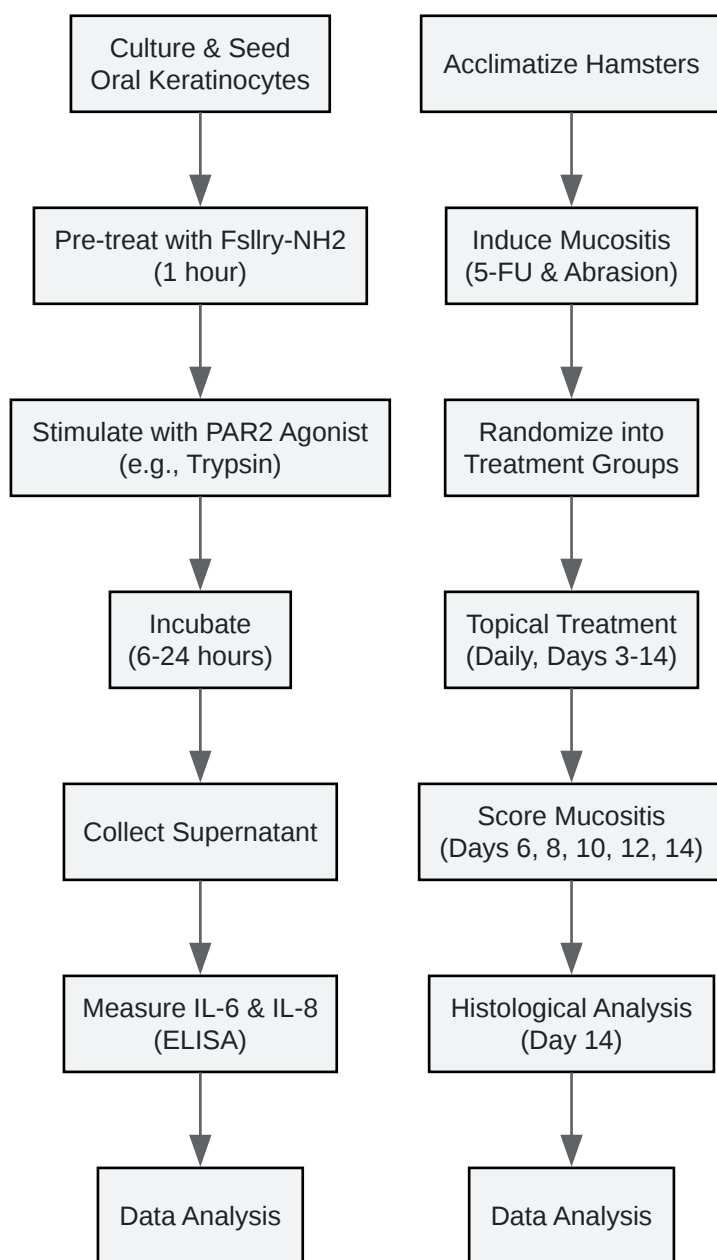 Culture & Seed
Oral Keratinocytes
Pre-treat with Fsllry-NH2
(1 hour)
Stimulate with PAR2 Agonist
(e.g., Trypsin)
Incubate
(6-24 hours)
Collect Supernatant
Measure IL-6 & IL-8
(ELISA)
Data Analysis
Acclimatize Hamsters
Induce Mucositis
(5-FU & Abrasion)
Randomize into
Treatment Groups
Topical Treatment
(Daily, Days 3-14)
Score Mucositis
(Days 6, 8, 10, 12, 14)
Histological Analysis
(Day 14)
Data Analysis